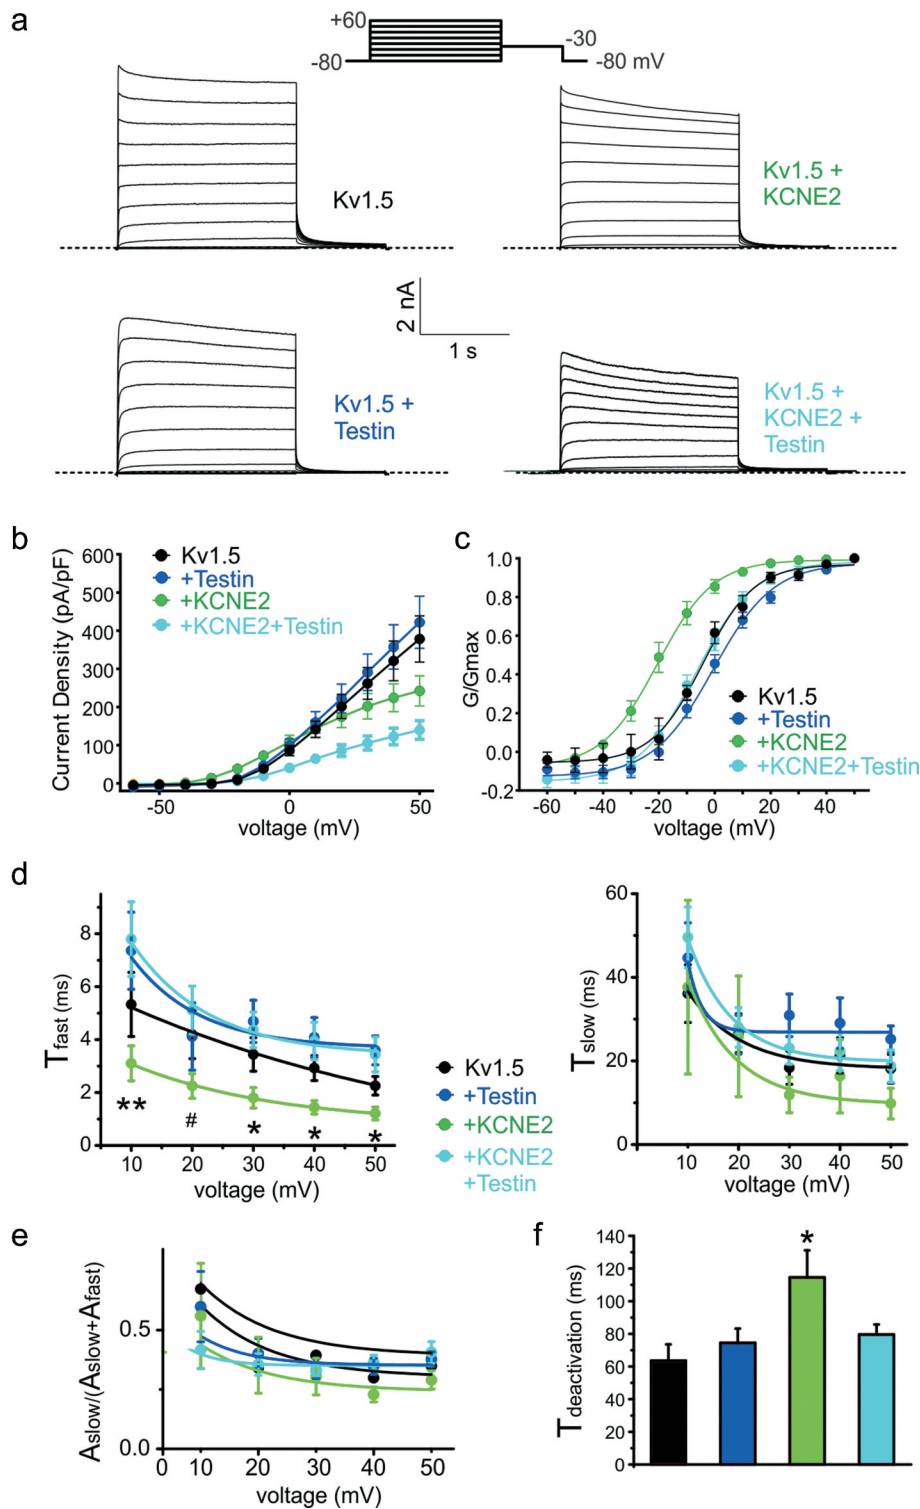 a
+60
-80
-30
-80 mV
Kv1.5
Kv1.5 +
KCNE2
2 nA
1 s
Kv1.5 +
Testin
Kv1.5 +
KCNE2 +
Testin
b
Current Density (pA/pF)
600
500
400
300
200
100
0
-50
0
50
voltage (mV)
Kv1.5
+Testin
+KCNE2
+KCNE2+Testin
c
G/Gmax
1.0
0.8
0.6
0.4
0.2
0.0
-0.2
-60
-40
-20
0
20
40
voltage (mV)
Kv1.5
+Testin
+KCNE2
+KCNE2+Testin
d
Tfast (ms)
8
6
4
2
0
**
#
*
*
*
10
20
30
40
50
voltage (mV)
Kv1.5
+Testin
+KCNE2
+KCNE2
+Testin
Tslow (ms)
60
40
20
0
10
20
30
40
50
voltage (mV)
e
Aslow/(Aslow+Afast)
0.5
0.0
0
10
20
30
40
50
voltage (mV)
f
T deactivation (ms)
140
120
100
80
60
40
20
0
*